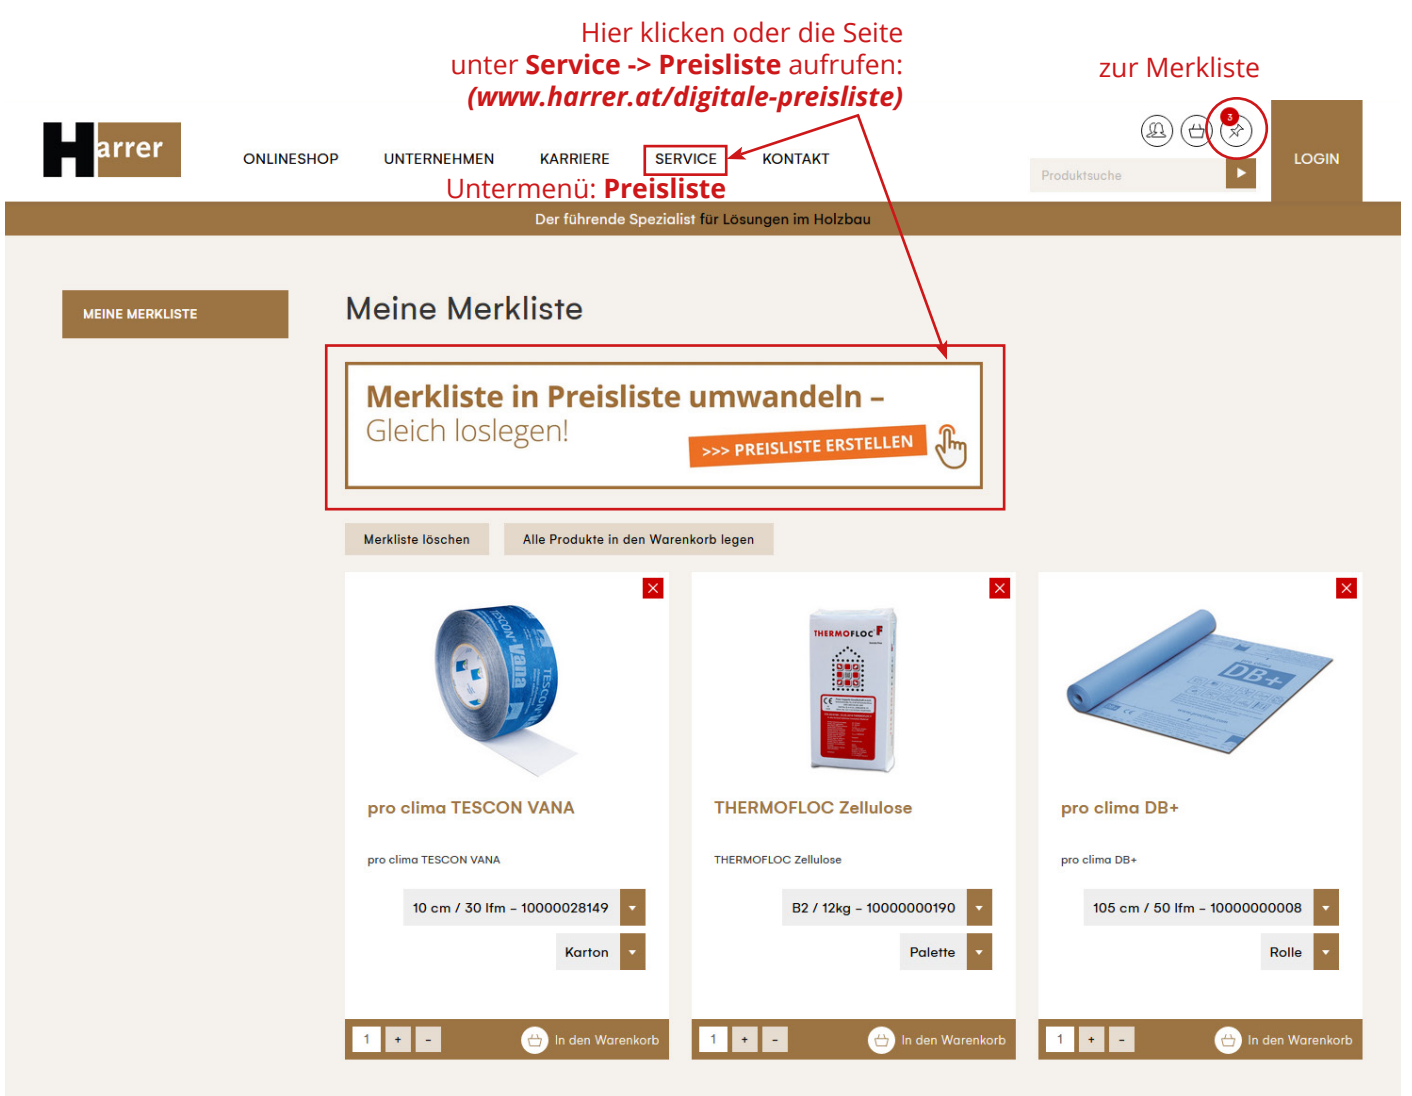 Hier klicken oder die Seite
unter Service -> Preisliste aufrufen:
(www.harrer.at/digitale-preisliste)
zur Merkliste
3
Harrer
ONLINESHOP UNTERNEHMEN KARRIERE SERVICE KONTAKT
LOGIN
Produktsuche
Untermenü: Preisliste
Der führende Spezialist für Lösungen im Holzbau
MEINE MERKLISTE
Meine Merkliste
Merkliste in Preisliste umwandeln –
Gleich loslegen!
>>> PREISLISTE ERSTELLEN
Merkliste löschen
Alle Produkte in den Warenkorb legen
TESCON VANA
THERMOFLOC F
DB+
pro clima TESCON VANA
pro clima TESCON VANA
10 cm / 30 lfm – 10000028149
Karton
1 + - In den Warenkorb
THERMOFLOC Zellulose
THERMOFLOC Zellulose
B2 / 12kg – 10000000190
Palette
1 + - In den Warenkorb
pro clima DB+
pro clima DB+
105 cm / 50 lfm – 10000000008
Rolle
1 + - In den Warenkorb